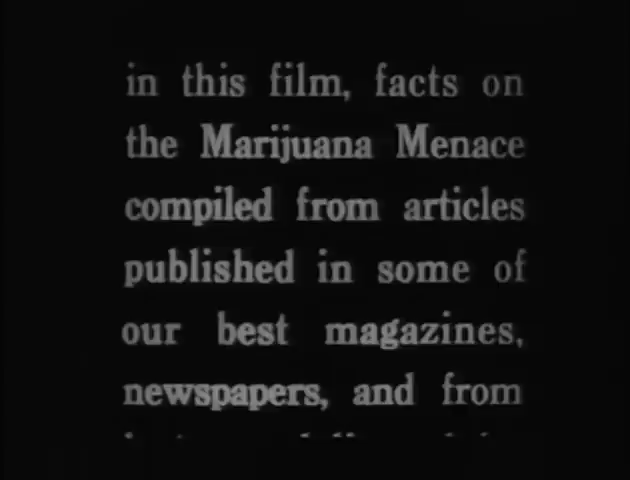 in this film, facts on
the Marijuana Menace
compiled from articles
published in some of
our best magazines,
newspapers, and from